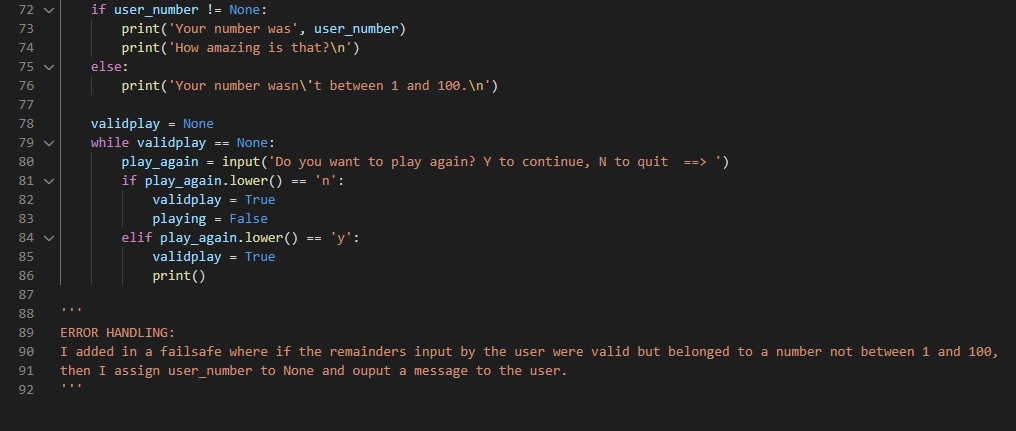 72 if user_number != None:
73 print('Your number was', user_number)
74 print('How amazing is that?\n')
75 else:
76 print('Your number wasn\'t between 1 and 100.\n')
77
78 validplay = None
79 while validplay == None:
80 play_again = input('Do you want to play again? Y to continue, N to quit  ==> ')
81 if play_again.lower() == 'n':
82 validplay = True
83 playing = False
84 elif play_again.lower() == 'y':
85 validplay = True
86 print()
87
88 '''
89 ERROR HANDLING:
90 I added in a failsafe where if the remainders input by the user were valid but belonged to a number not between 1 and 100,
91 then I assign user_number to None and ouput a message to the user.
92 '''